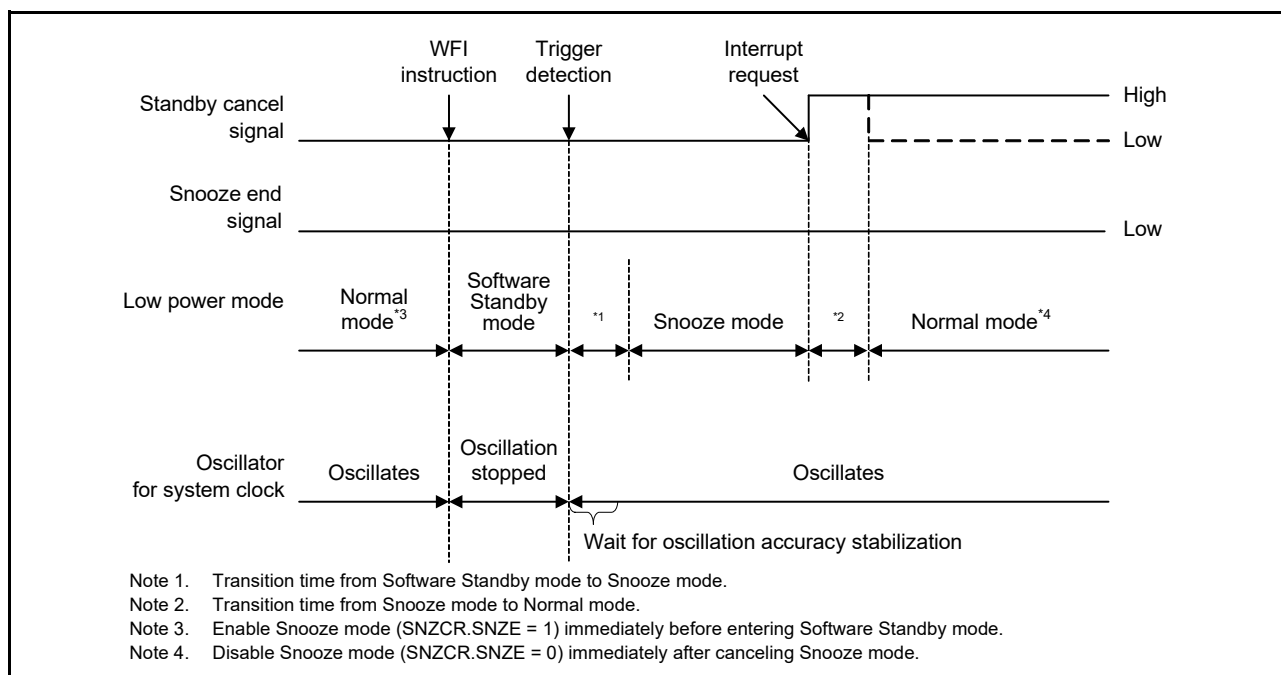 WFI
instruction
Trigger
detection
Interrupt
request
Standby cancel
signal
High
Low
Snooze end
signal
Low
Low power mode
Normal
mode*3
Software
Standby
mode
*1
Snooze mode
*2
Normal mode*4
Oscillator
for system clock
Oscillates
Oscillation
stopped
Oscillates
Wait for oscillation accuracy stabilization
Note 1. Transition time from Software Standby mode to Snooze mode.
Note 2. Transition time from Snooze mode to Normal mode.
Note 3. Enable Snooze mode (SNZCR.SNZE = 1) immediately before entering Software Standby mode.
Note 4. Disable Snooze mode (SNZCR.SNZE = 0) immediately after canceling Snooze mode.